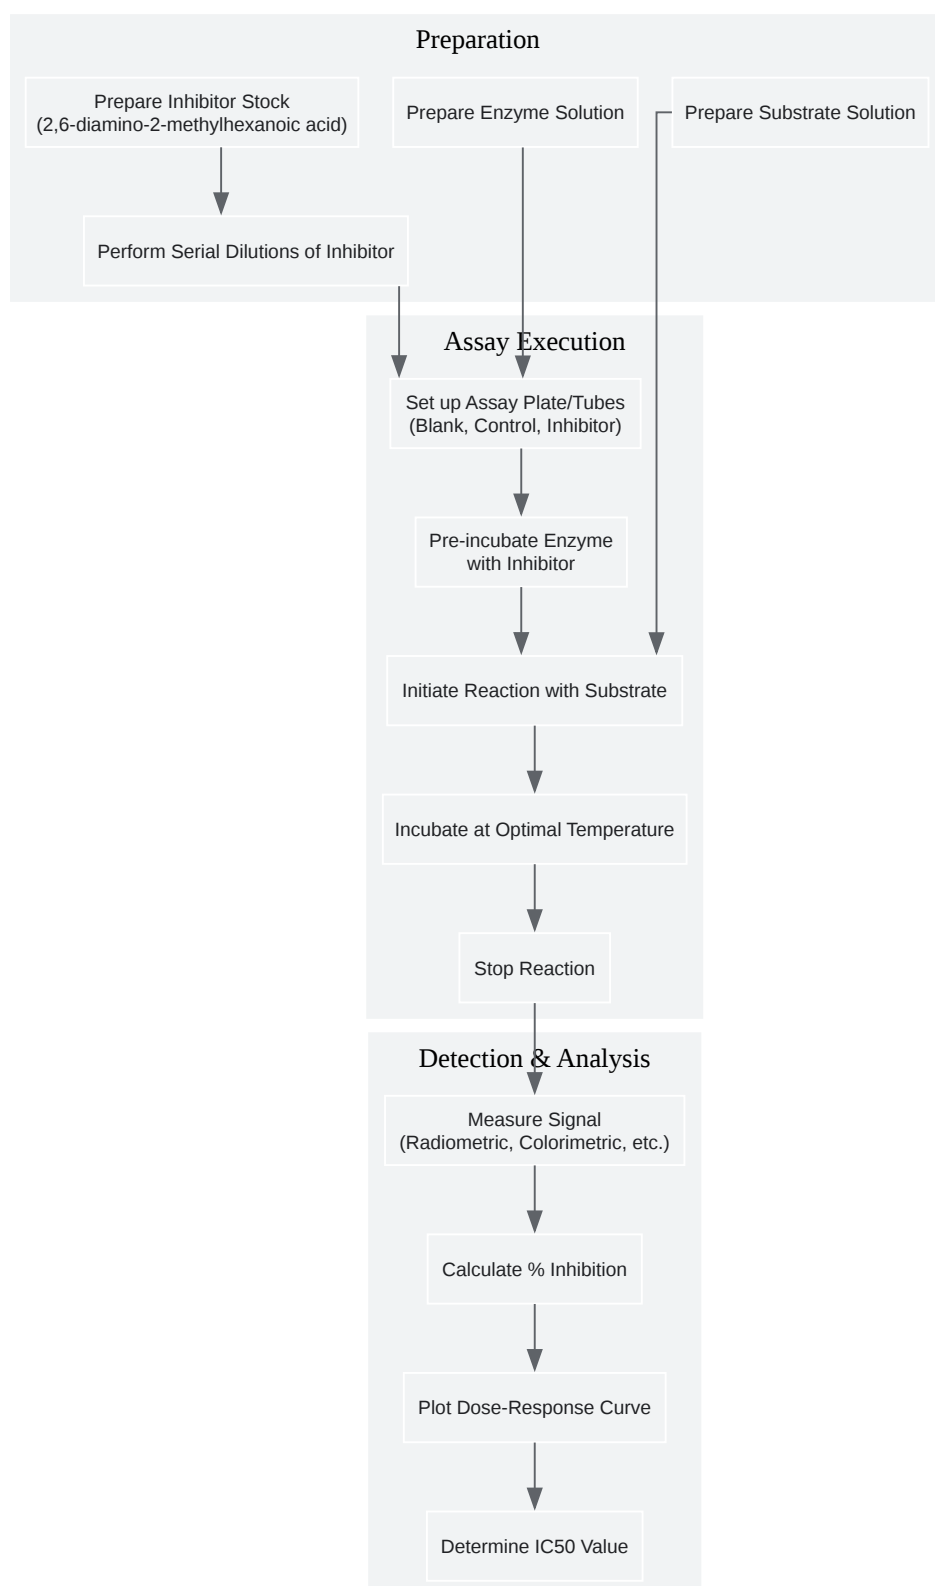 Preparation
Prepare Inhibitor Stock
(2,6-diamino-2-methylhexanoic acid)
Prepare Enzyme Solution
Prepare Substrate Solution
Perform Serial Dilutions of Inhibitor
Assay Execution
Set up Assay Plate/Tubes
(Blank, Control, Inhibitor)
Pre-incubate Enzyme
with Inhibitor
Initiate Reaction with Substrate
Incubate at Optimal Temperature
Stop Reaction
Detection & Analysis
Measure Signal
(Radiometric, Colorimetric, etc.)
Calculate % Inhibition
Plot Dose-Response Curve
Determine IC50 Value